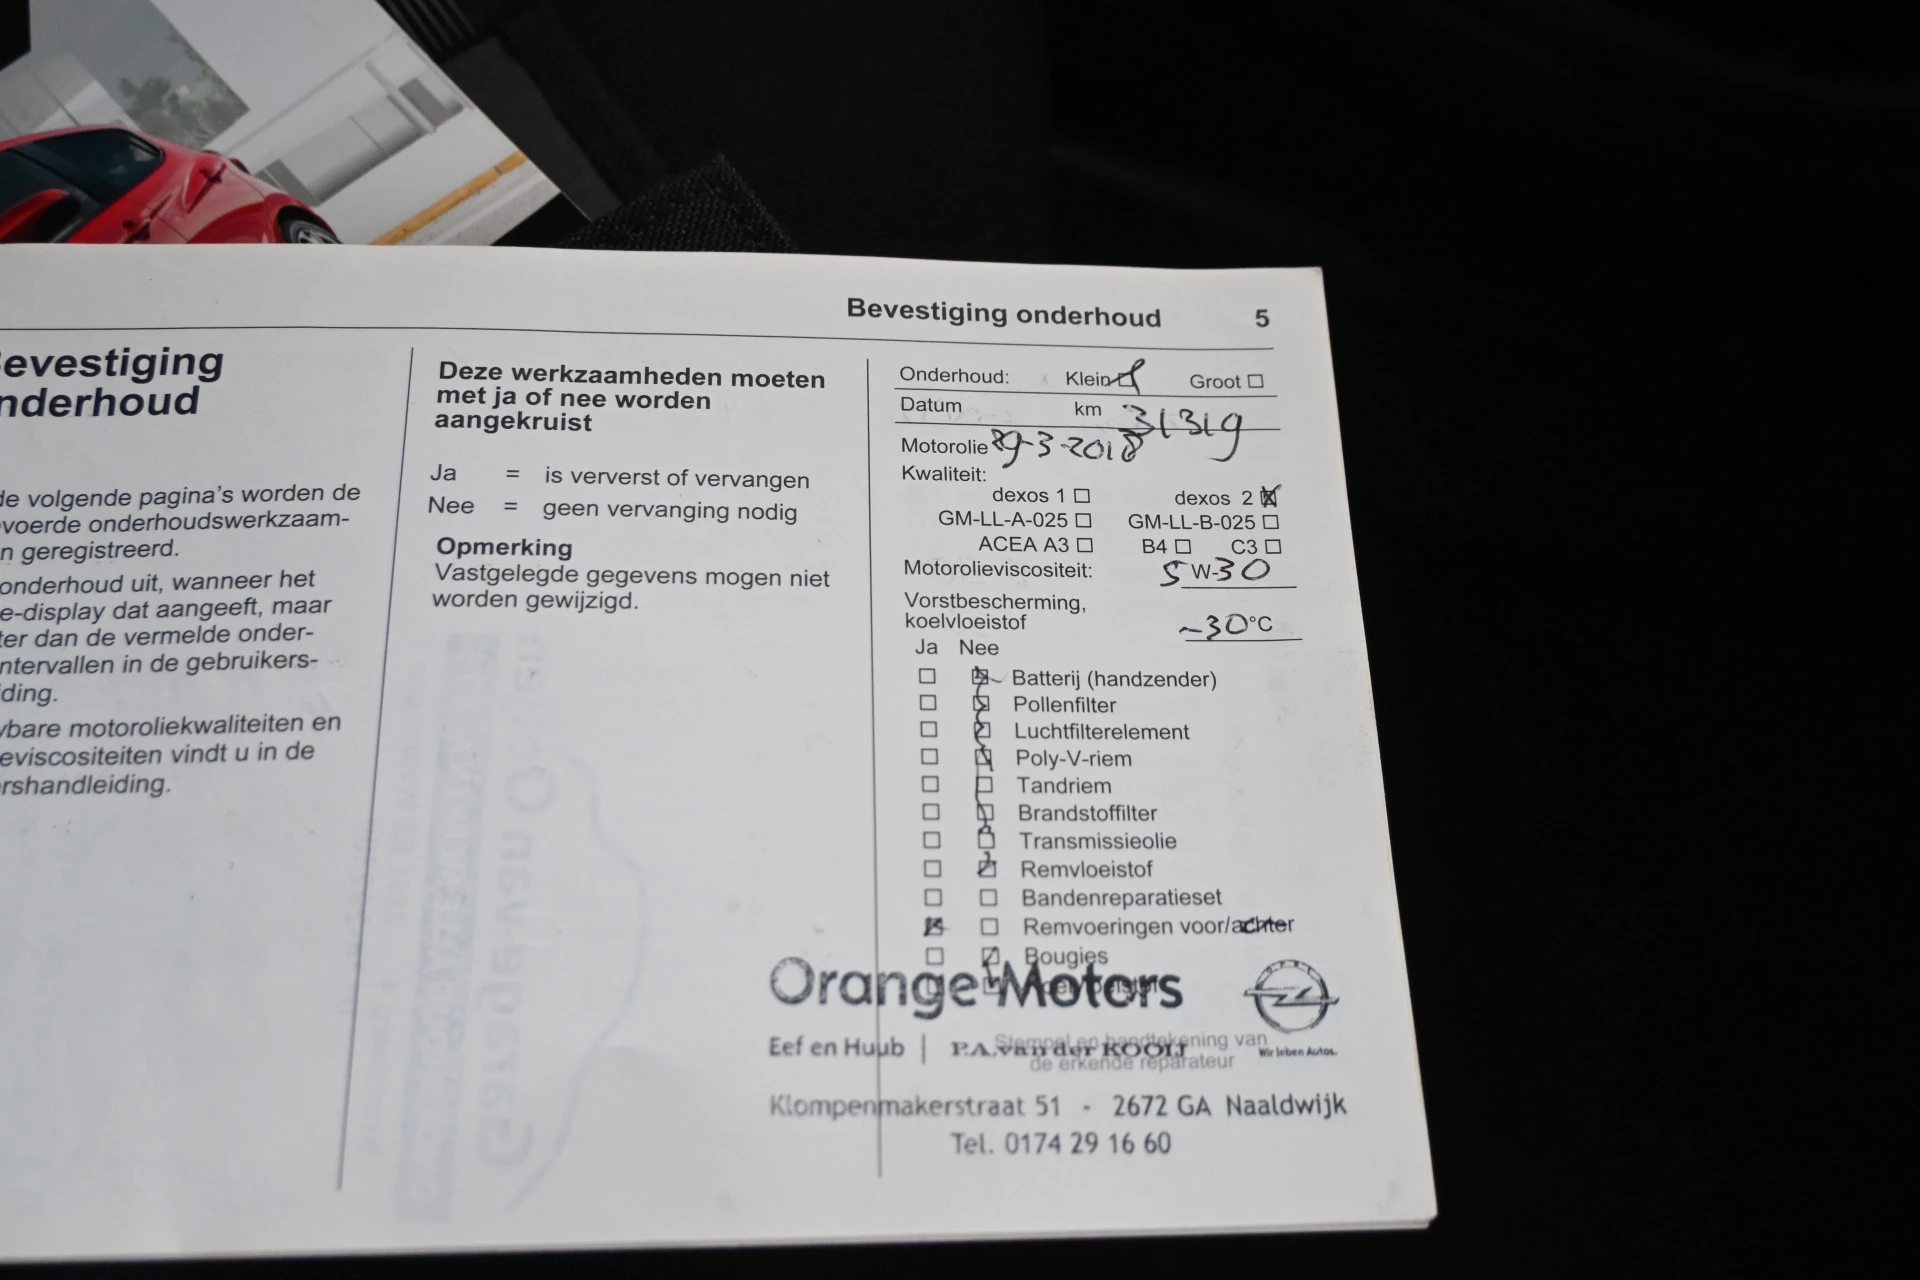 Bevestiging onderhoud 5
Bevestiging
onderhoud
de volgende pagina's worden de
voerde onderhoudswerkzaam-
n geregistreerd.
onderhoud uit, wanneer het
e-display dat aangeeft, maar
ter dan de vermelde onder-
ntervallen in de gebruikers-
ding.
bare motoroliekwaliteiten en
eviscositeiten vindt u in de
rshandleiding.
Deze werkzaamheden moeten
met ja of nee worden
aangekruist
Ja = is ververst of vervangen
Nee = geen vervanging nodig
Opmerking
Vastgelegde gegevens mogen niet
worden gewijzigd.
Onderhoud: Klein Groot
Datum km 31319
Motorolie 29-3-2018
Kwaliteit:
dexos 1 dexos 2
GM-LL-A-025 GM-LL-B-025
ACEA A3 B4 C3
Motorolieviscositeit: 5 W-30
Vorstbescherming,
koelvloeistof -30°C
Ja Nee
Batterij (handzender)
Pollenfilter
Luchtfilterelement
Poly-V-riem
Tandriem
Brandstoffilter
Transmissieolie
Remvloeistof
Bandenreparatieset
Remvoeringen voor/achter
Bougies
Orange Motors
OPEL
Eef en Huub | P.A. van der KOOIJ
Wir leben Autos.
Stempel en handtekening van
de erkende reparateur
Klompenmakerstraat 51 - 2672 GA Naaldwijk
Tel. 0174 29 16 60